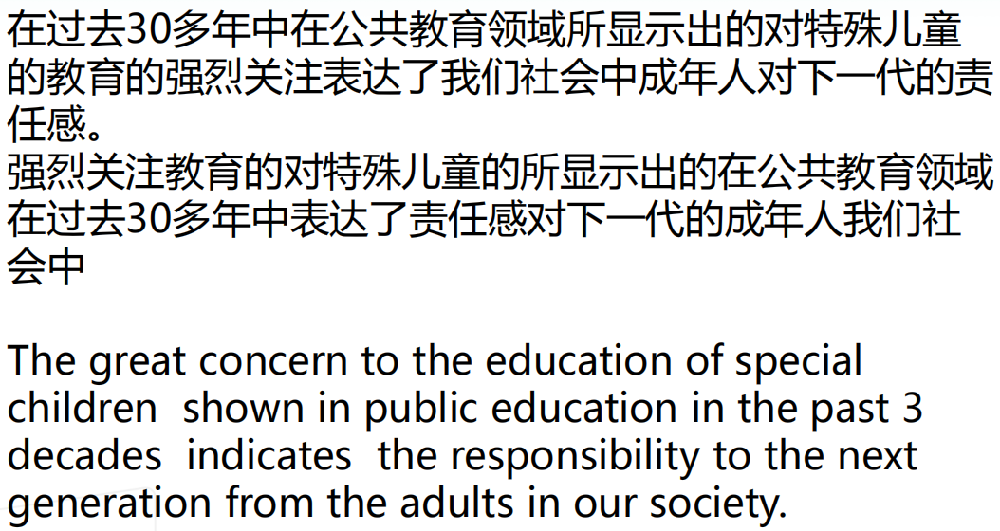 在过去30多年中在公共教育领域所显示出的对特殊儿童
的教育的强烈关注表达了我们社会中成年人对下一代的责
任感。
强烈关注教育的对特殊儿童的所显示出的在公共教育领域
在过去30多年中表达了责任感对下一代的成年人我们社
会中
The great concern to the education of special
children  shown in public education in the past 3
decades  indicates  the responsibility to the next
generation from the adults in our society.